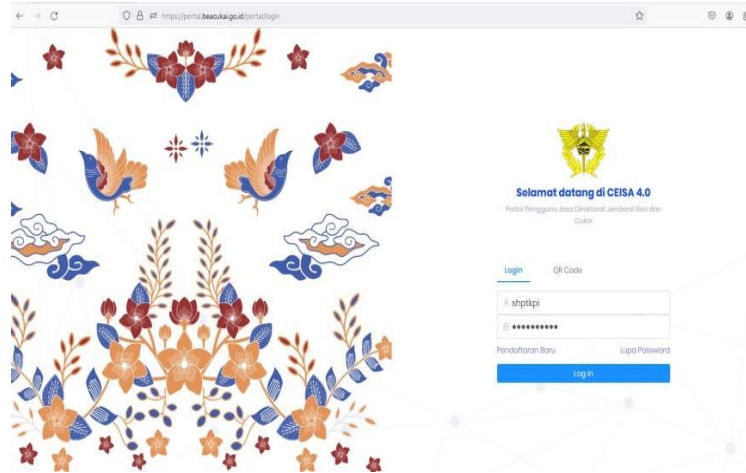 https://portal.beacukai.go.id/portal/login
Selamat datang di CEISA 4.0
Portal Pengguna Jasa Direktorat Jenderal Bea dan
Cukai
Login QR Code
shptkpi
Pendaftaran Baru Lupa Password
Log in